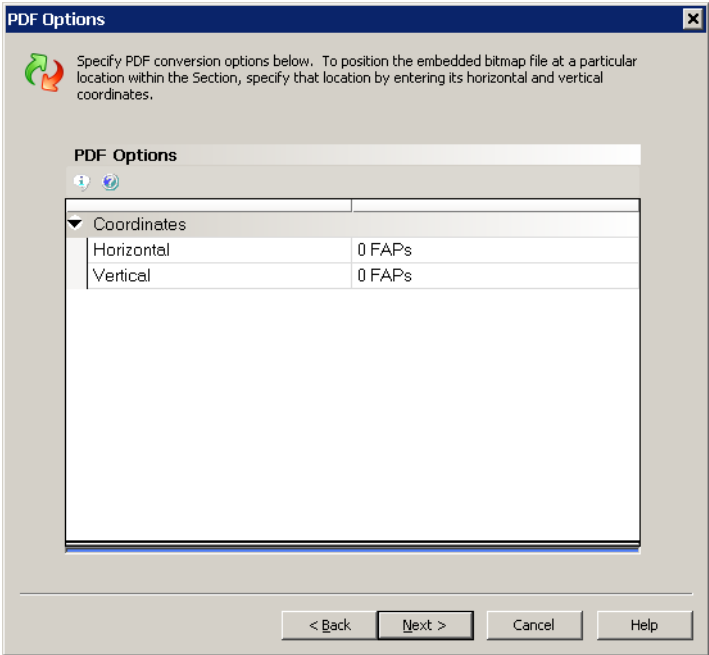 PDF Options
Specify PDF conversion options below. To position the embedded bitmap file at a particular
location within the Section, specify that location by entering its horizontal and vertical
coordinates.
PDF Options
Coordinates
Horizontal 0 FAPs
Vertical 0 FAPs
< Back Next > Cancel Help